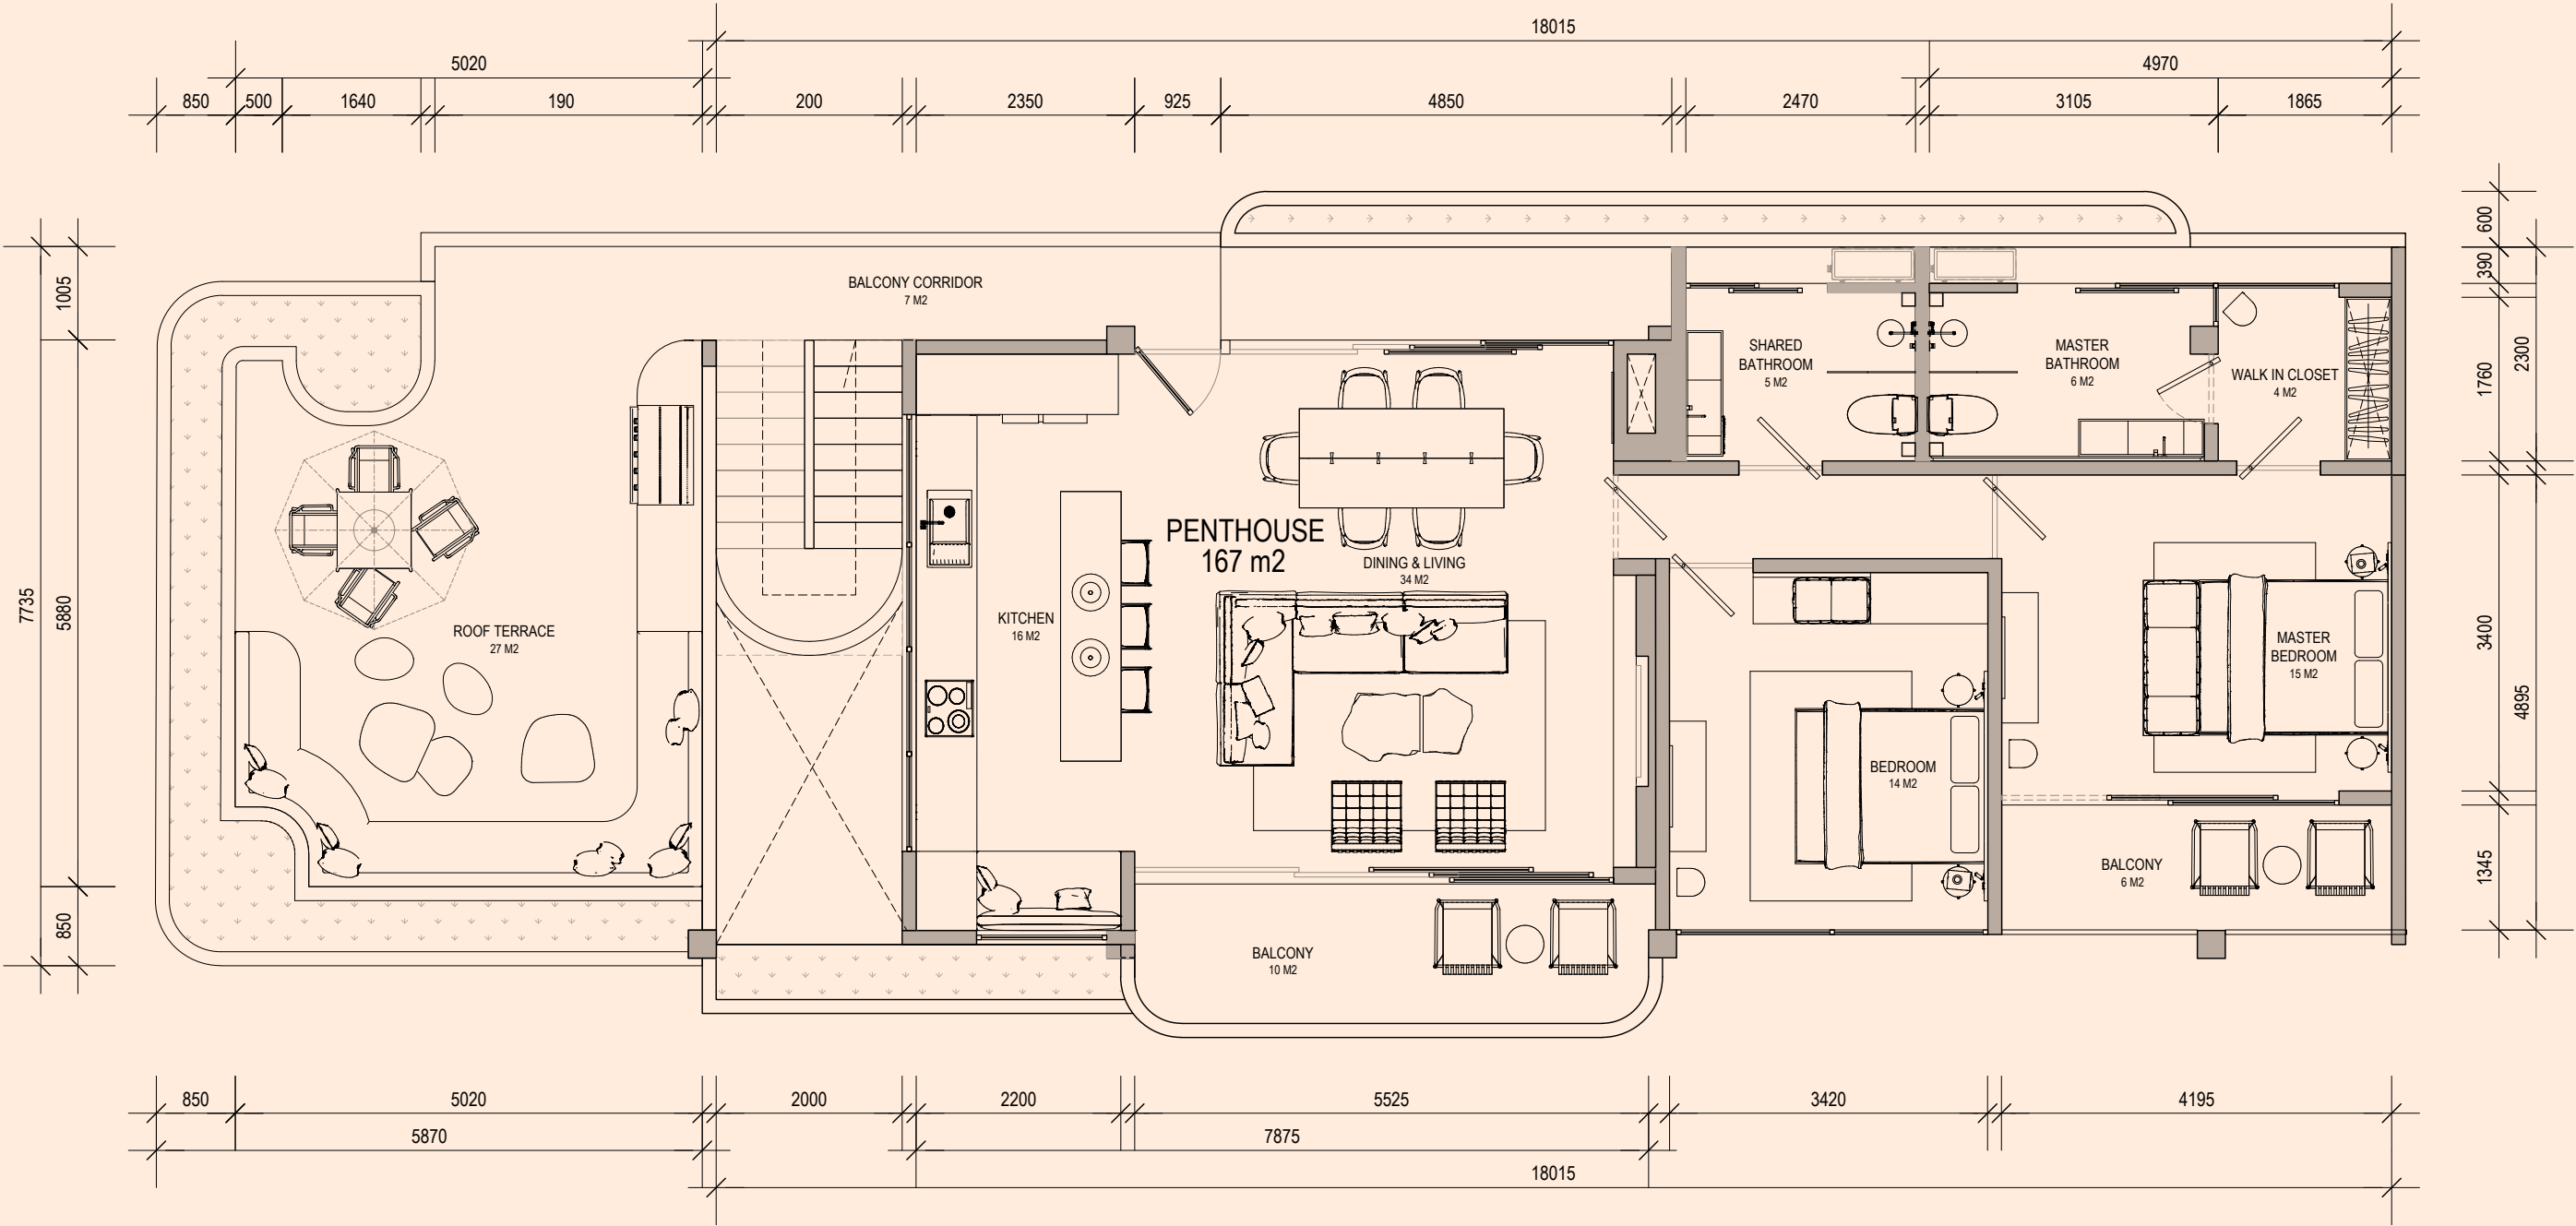 18015
5020
4970
850
500
1640
190
200
2350
925
4850
2470
3105
1865
600
390
2300
1760
3400
4895
1345
7735
1005
5880
850
BALCONY CORRIDOR
7 M2
SHARED
BATHROOM
5 M2
MASTER
BATHROOM
6 M2
WALK IN CLOSET
4 M2
PENTHOUSE
167 m2
DINING & LIVING
34 M2
KITCHEN
16 M2
ROOF TERRACE
27 M2
MASTER
BEDROOM
15 M2
BEDROOM
14 M2
BALCONY
6 M2
BALCONY
10 M2
850
5020
2000
2200
5525
3420
4195
5870
7875
18015